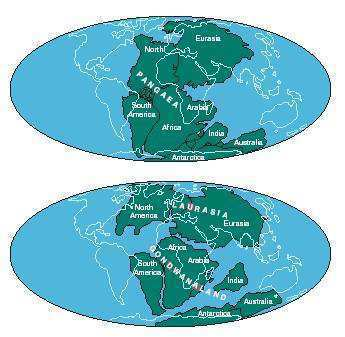 North
Eurasia
PANGAEA
South
America
Arabia
Africa
India
Australia
Antarctica
LAURASIA
North
America
Eurasia
Africa
Arabia
GONDWANALAND
South
America
India
Australia
Antarctica